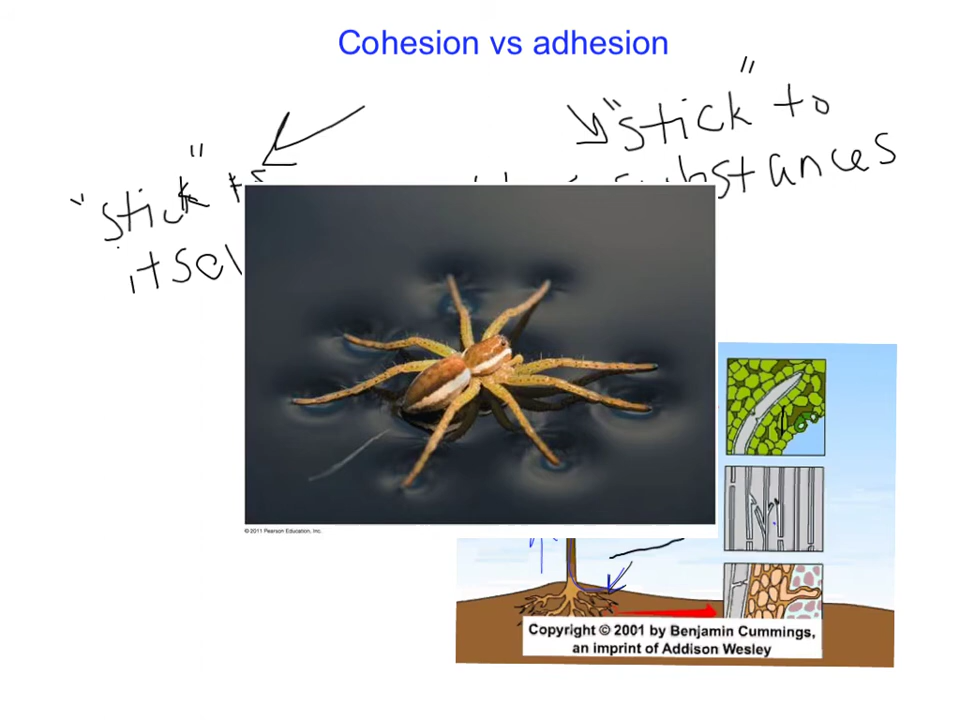 Cohesion vs adhesion
"stick" to
substances
"stick" to
itself
© 2011 Pearson Education, Inc.
Copyright © 2001 by Benjamin Cummings,
an imprint of Addison Wesley